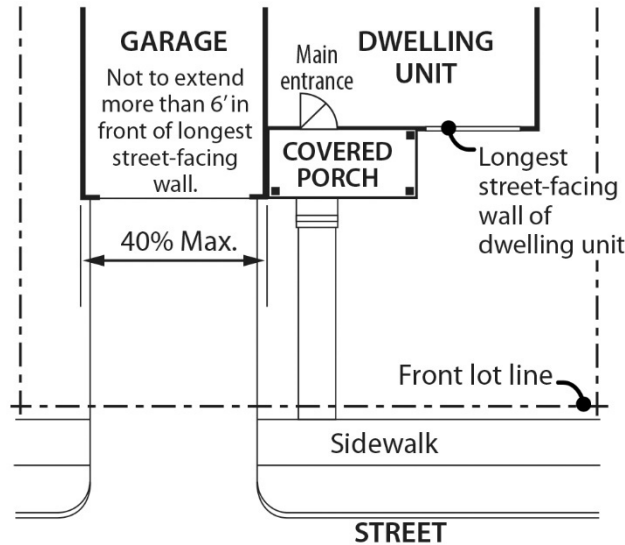 GARAGE
Not to extend
more than 6' in
front of longest
street-facing
wall.
Main
entrance
DWELLING
UNIT
COVERED
PORCH
Longest
street-facing
wall of
dwelling unit
40% Max.
Front lot line
Sidewalk
STREET